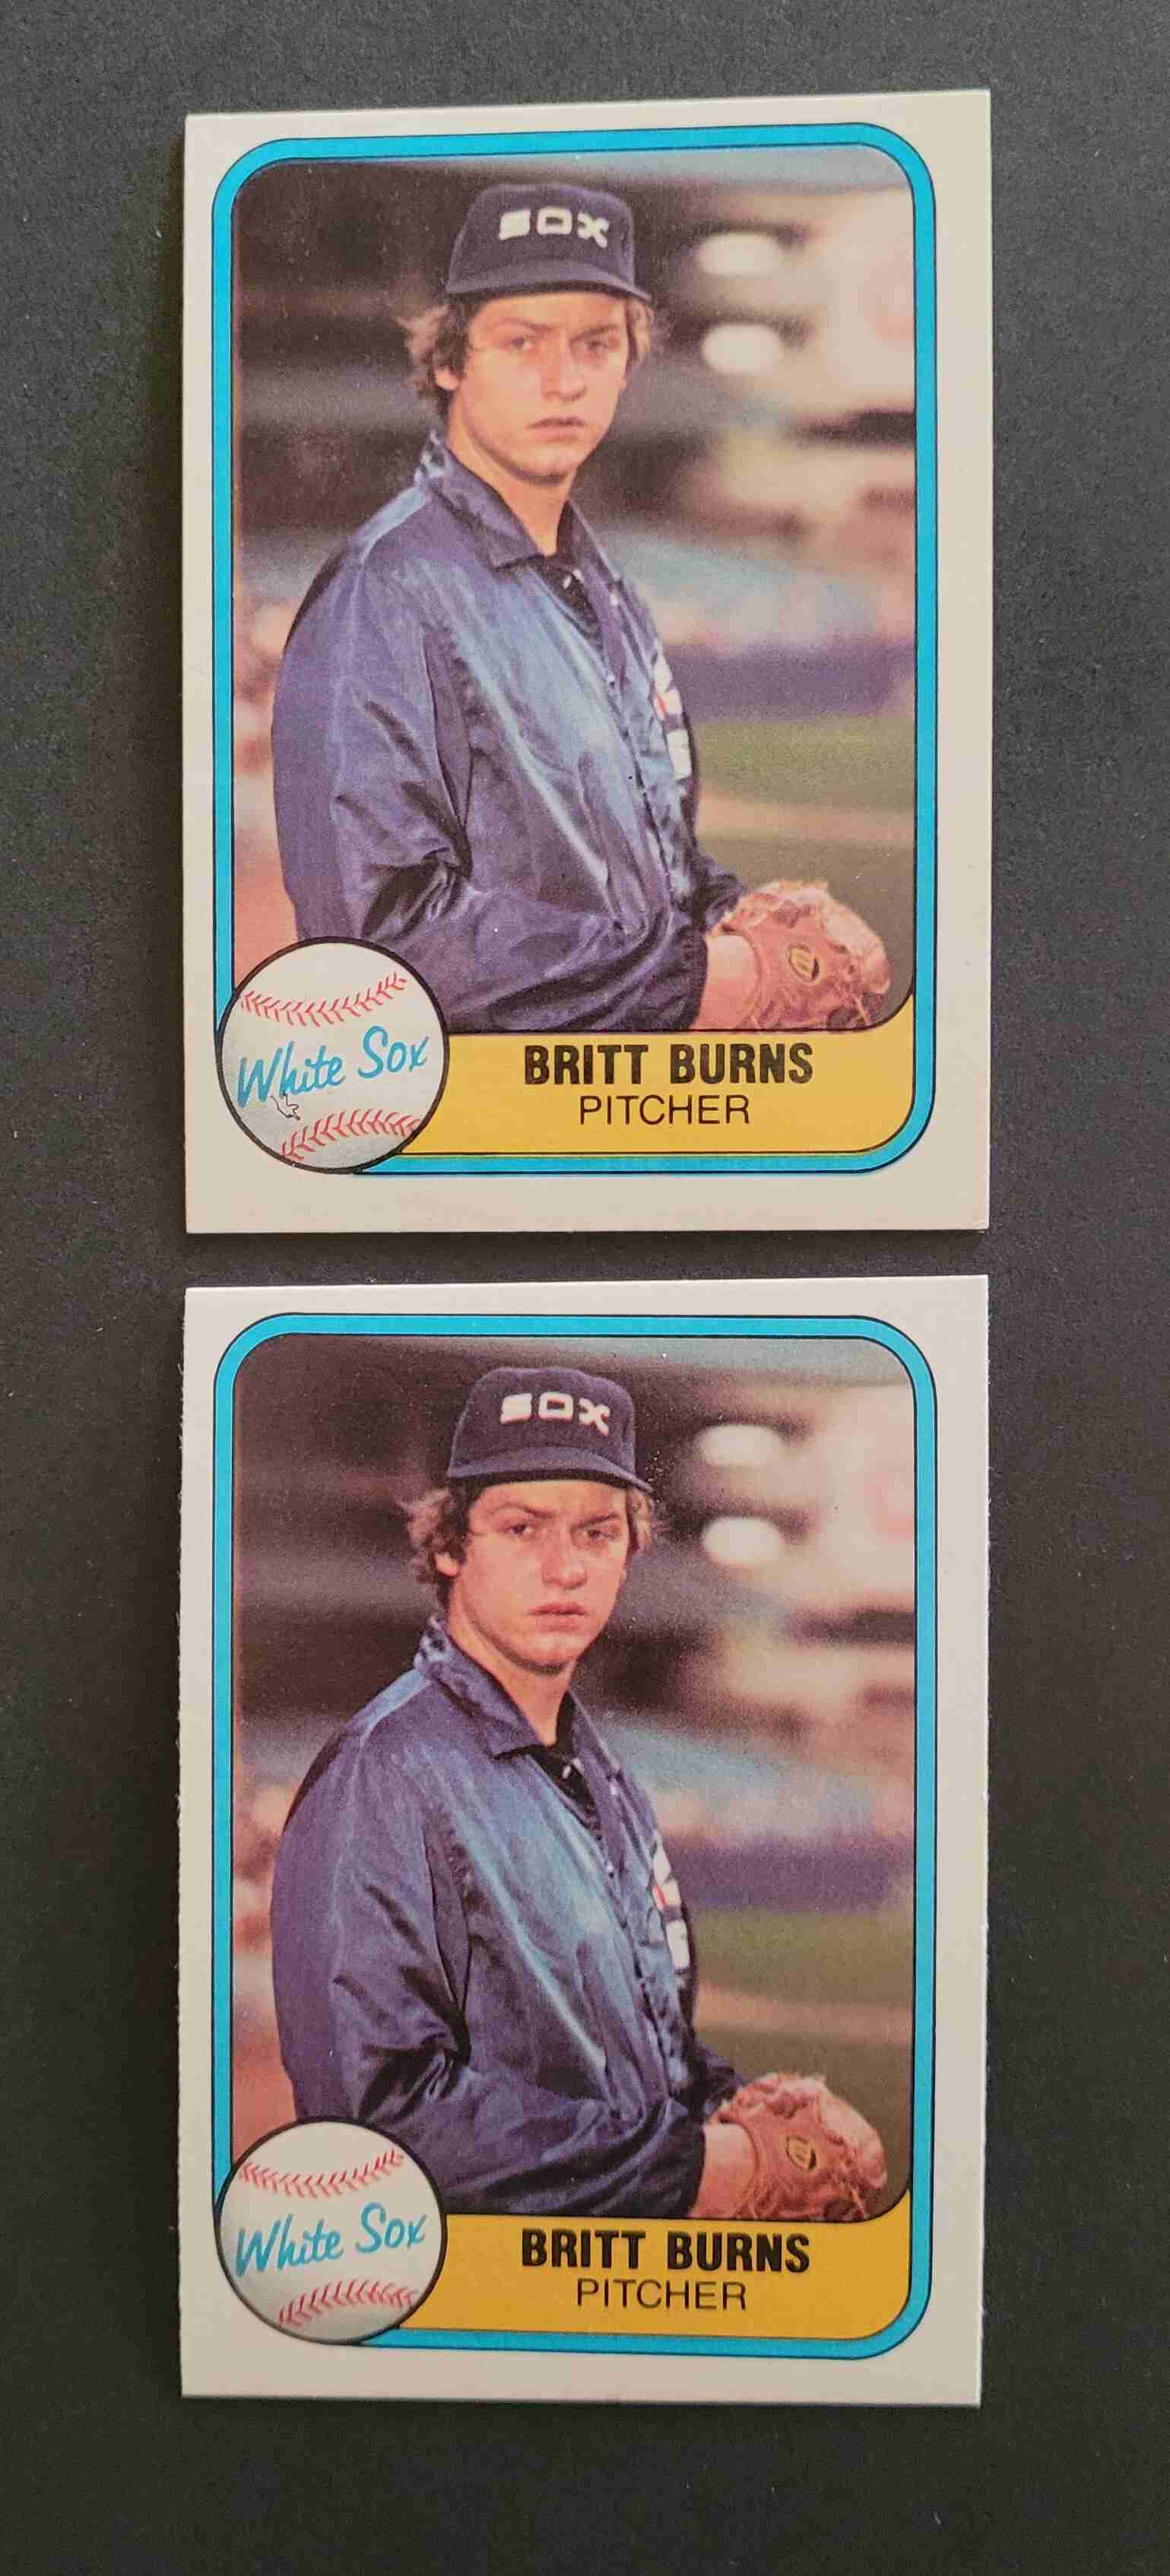 SOX
White Sox
BRITT BURNS
PITCHER
SOX
White Sox
BRITT BURNS
PITCHER